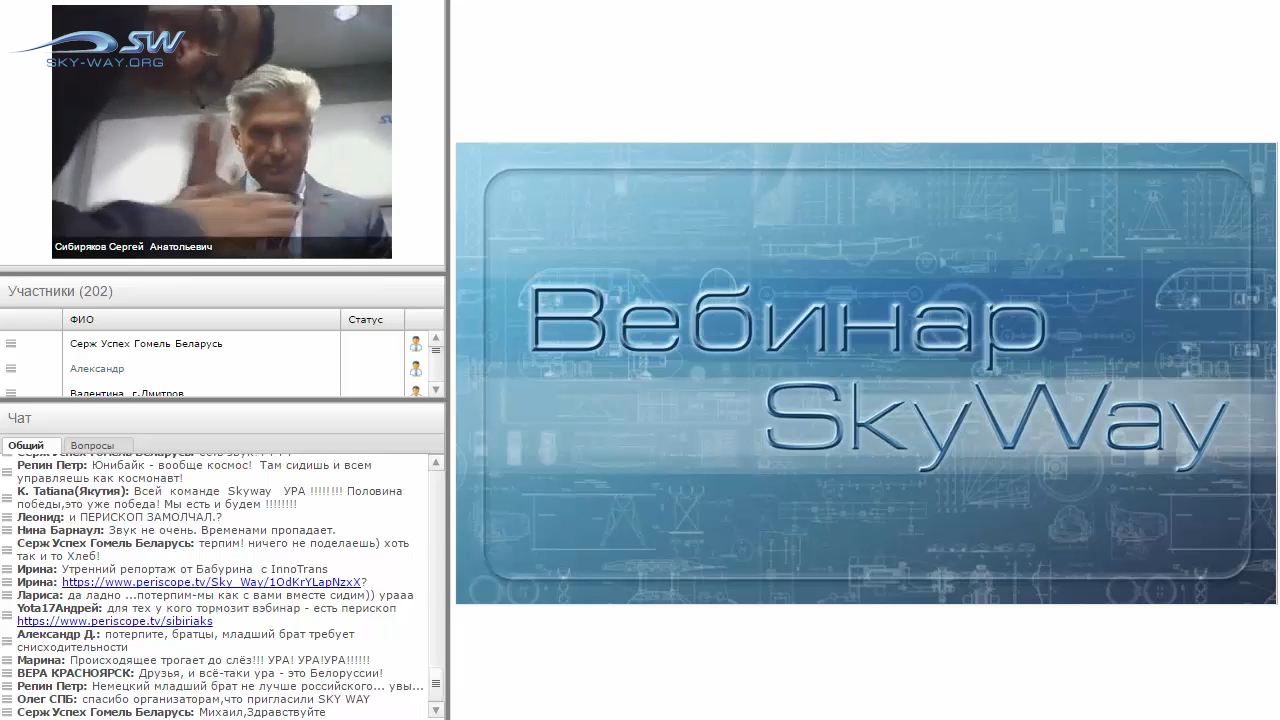 SW
SKY-WAY.ORG
Сибиряков Сергей Анатольевич
Участники (202)
ФИО
Статус
Серж Успех Гомель Беларусь
Александр
Валентина г.Дмитров
Чат
Общий
Вопросы
Репин Петр: Юнибайк - вообще космос! Там сидишь и всем
управляешь как космонавт!
К. Tatiana(Якутия): Всей команде Skyway УРА !!!!!!!! Половина
победы,это уже победа! Мы есть и будем !!!!!!!!
Леонид: и ПЕРИСКОП ЗАМОЛЧАЛ.?
Нина Барнаул: Звук не очень. Временами пропадает.
Серж Успех Гомель Беларусь: терпим! ничего не поделаешь) хоть
так и то Хлеб!
Ирина: Утренний репортаж от Бабурина с InnoTrans
Ирина: https://www.periscope.tv/Sky_Way/1OdKrYLapNzxX?
Лариса: да ладно ...потерпим-мы как с вами вместе сидим)) урааа
Yota17Андрей: для тех у кого тормозит вэбинар - есть перископ
https://www.periscope.tv/sibiriaks
Александр Д.: потерпите, братцы, младший брат требует
снисходительности
Марина: Происходящее трогает до слёз!!! УРА! УРА!УРА!!!!!!
ВЕРА КРАСНОЯРСК: Друзья, и всё-таки ура - это Белоруссии!
Репин Петр: Немецкий младший брат не лучше российского... увы...
Олег СПБ: спасибо организаторам,что пригласили SKY WAY
Серж Успех Гомель Беларусь: Михаил,Здравствуйте
Вебинар
SkyWay